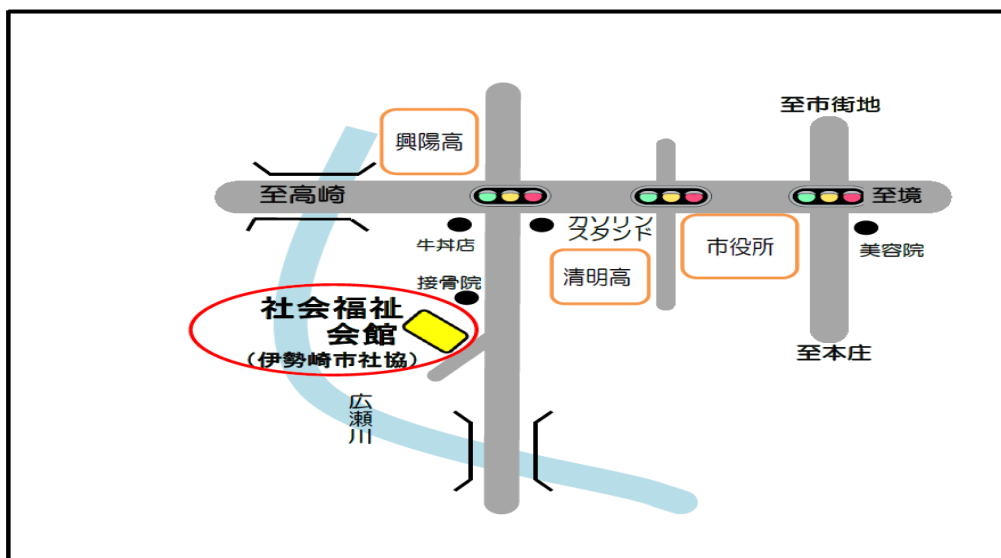 至市街地
興陽高
至高崎
至境
牛丼店
ガソリン
スタンド
市役所
美容院
清明高
接骨院
社会福祉
会館
(伊勢崎市社協)
至本庄
広瀬川